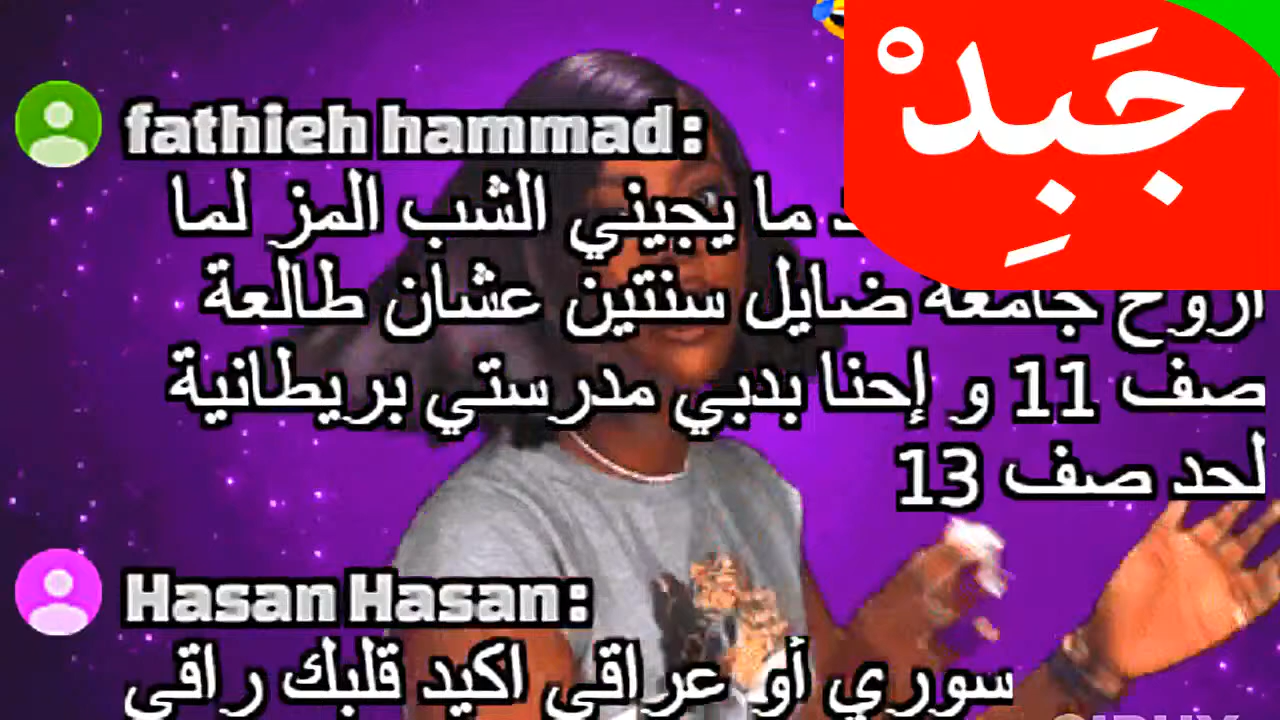 جَبِدْ
fathieh hammad:
ما يجيني الشب المز لما
اروح جامعة ضايل سنتين عشان طالعة
صف 11 و إحنا بدبي مدرستي بريطانية
لحد صف 13
Hasan Hasan:
سوري أو عراقي اكيد قلبك راقي